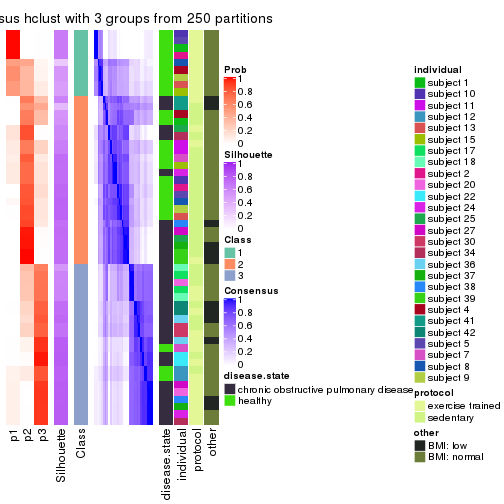 sus hclust with 3 groups from 250 partitions
Prob
1
0.8
0.6
0.4
0.2
0
Silhouette
1
0.8
0.6
0.4
0.2
0
Class
1
2
3
Consensus
1
0.8
0.6
0.4
0.2
0
disease.state
chronic obstructive pulmonary disease
healthy
individual
subject 1
subject 10
subject 11
subject 12
subject 13
subject 15
subject 17
subject 18
subject 2
subject 20
subject 22
subject 24
subject 25
subject 27
subject 30
subject 34
subject 36
subject 37
subject 38
subject 39
subject 4
subject 41
subject 42
subject 5
subject 7
subject 8
subject 9
protocol
exercise trained
sedentary
other
BMI: low
BMI: normal
p1
p2
p3
Silhouette
Class
disease.state
individual
protocol
other